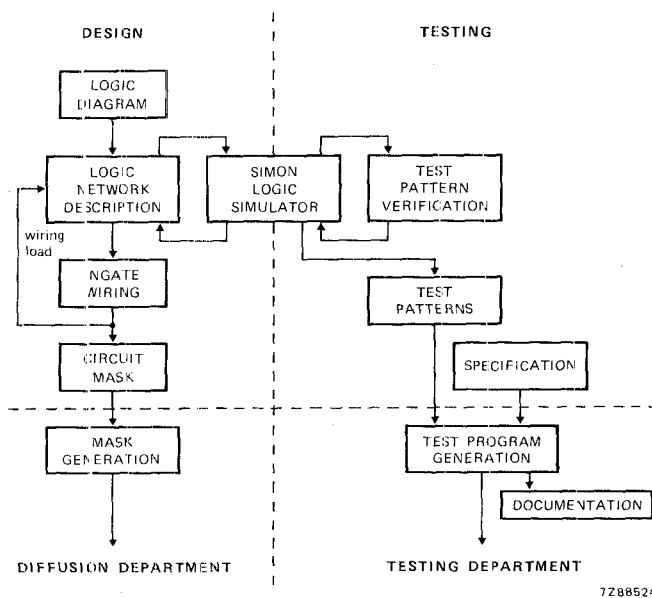 DESIGN
TESTING
LOGIC
DIAGRAM
LOGIC
NETWORK
DESCRIPTION
SIMON
LOGIC
SIMULATOR
TEST
PATTERN
VERIFICATION
wiring
load
NGATE
WIRING
TEST
PATTERNS
CIRCUIT
MASK
SPECIFICATION
MASK
GENERATION
TEST PROGRAM
GENERATION
DOCUMENTATION
DIFFUSION DEPARTMENT
TESTING DEPARTMENT
7Z88524